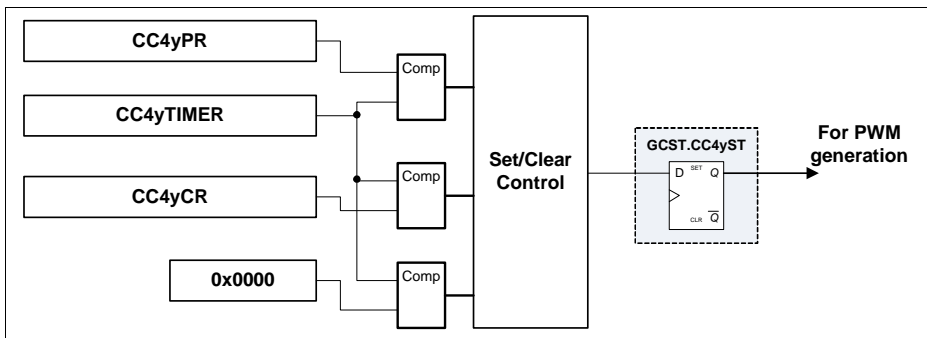 CC4yPR
Comp
CC4yTIMER
Comp
CC4yCR
Comp
0x0000
Set/Clear
Control
GCST.CC4yST
D SET Q
CLR Q
For PWM
generation